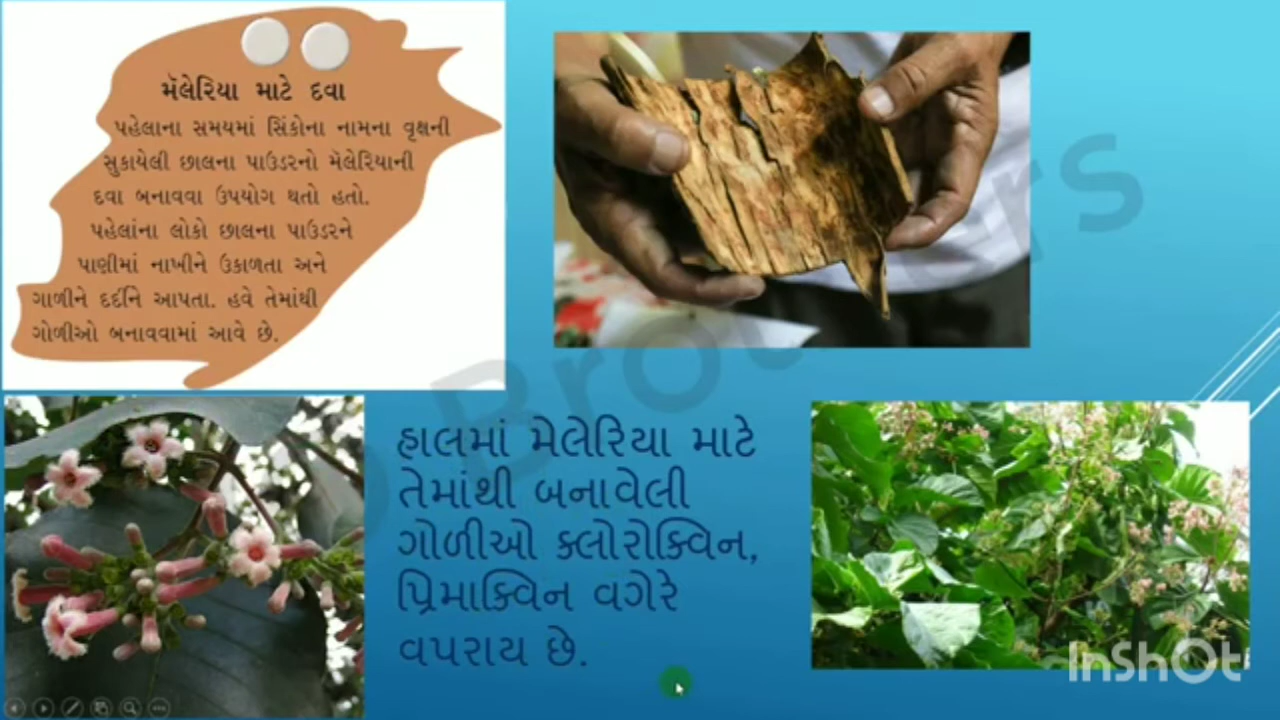 મૅલેરિયા માટે દવા
પહેલાના સમયમાં સિંકોના નામના વૃક્ષની
સુકાયેલી છાલના પાઉડરનો મૅલેરિયાની
દવા બનાવવા ઉપયોગ થતો હતો.
પહેલાંના લોકો છાલના પાઉડરને
પાણીમાં નાખીને ઉકાળતા અને
ગાળીને દર્દીને આપતા. હવે તેમાંથી
ગોળીઓ બનાવવામાં આવે છે.
હાલમાં મેલેરિયા માટે
તેમાંથી બનાવેલી
ગોળીઓ ક્લોરોક્વિન,
પ્રિમાક્વિન વગેરે
વપરાય છે.
InShOt